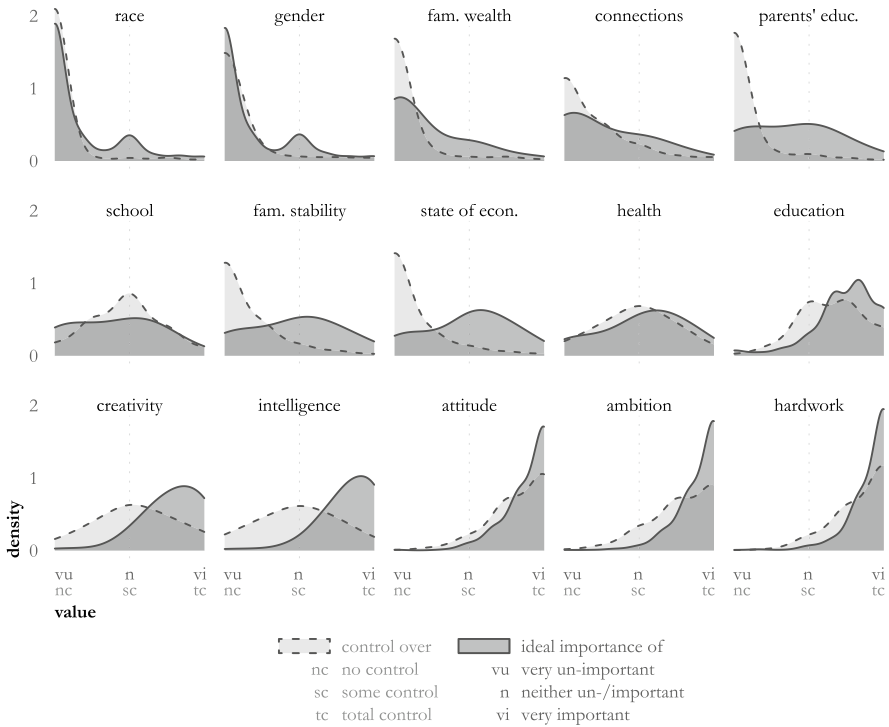 2 race gender fam. wealth connections parents' educ.
1
0
2 school fam. stability state of econ. health education
1
0
2 creativity intelligence attitude ambition hardwork
1
0
density
vu n vi vu n vi vu n vi vu n vi vu n vi
nc sc tc nc sc tc nc sc tc nc sc tc nc sc tc
value
control over ideal importance of
nc no control vu very un-important
sc some control n neither un-/important
tc total control vi very important